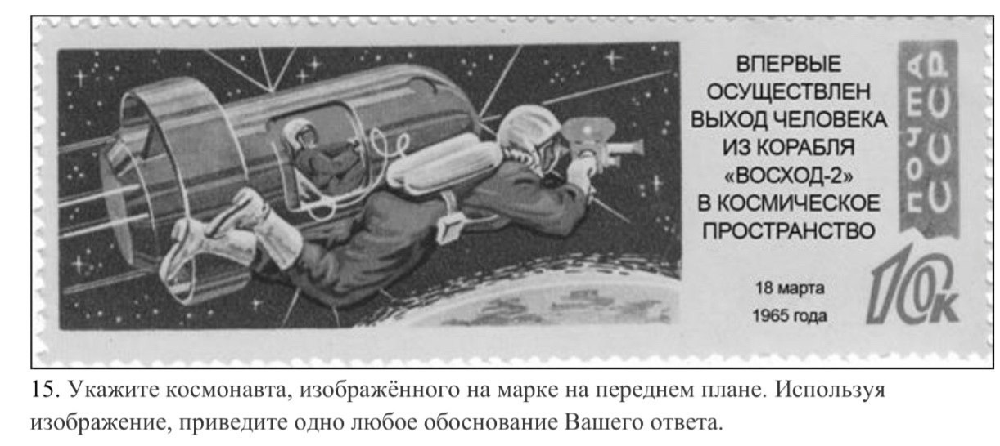 ВПЕРВЫЕ
ОСУЩЕСТВЛЕН
ВЫХОД ЧЕЛОВЕКА
ИЗ КОРАБЛЯ
«ВОСХОД-2»
В КОСМИЧЕСКОЕ
ПРОСТРАНСТВО
18 марта
1965 года
ПОЧТА
СССР
10к
15. Укажите космонавта, изображённого на марке на переднем плане. Используя
изображение, приведите одно любое обоснование Вашего ответа.